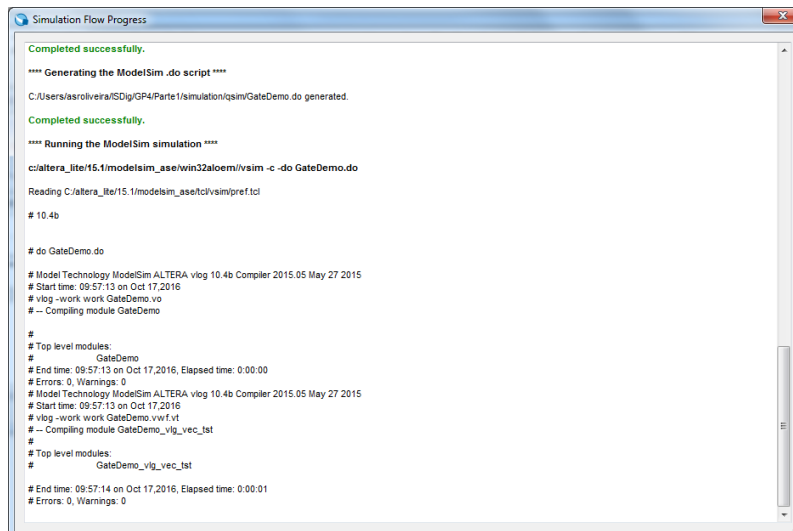 Simulation Flow Progress
Completed successfully.
**** Generating the ModelSim .do script ****
C:/Users/asroliveira/ISDig/GP4/Parte1/simulation/qsim/GateDemo.do generated.
Completed successfully.
**** Running the ModelSim simulation ****
c:/altera_lite/15.1/modelsim_ase/win32aloem//vsim -c -do GateDemo.do
Reading C:/altera_lite/15.1/modelsim_ase/tcl/vsim/pref.tcl
# 10.4b
# do GateDemo.do
# Model Technology ModelSim ALTERA vlog 10.4b Compiler 2015.05 May 27 2015
# Start time: 09:57:13 on Oct 17,2016
# vlog -work work GateDemo.vo
# -- Compiling module GateDemo
#
# Top level modules:
# GateDemo
# End time: 09:57:13 on Oct 17,2016, Elapsed time: 0:00:00
# Errors: 0, Warnings: 0
# Model Technology ModelSim ALTERA vlog 10.4b Compiler 2015.05 May 27 2015
# Start time: 09:57:13 on Oct 17,2016
# vlog -work work GateDemo.vwf.vt
# -- Compiling module GateDemo_vlg_vec_tst
#
# Top level modules:
# GateDemo_vlg_vec_tst
# End time: 09:57:14 on Oct 17,2016, Elapsed time: 0:00:01
# Errors: 0, Warnings: 0